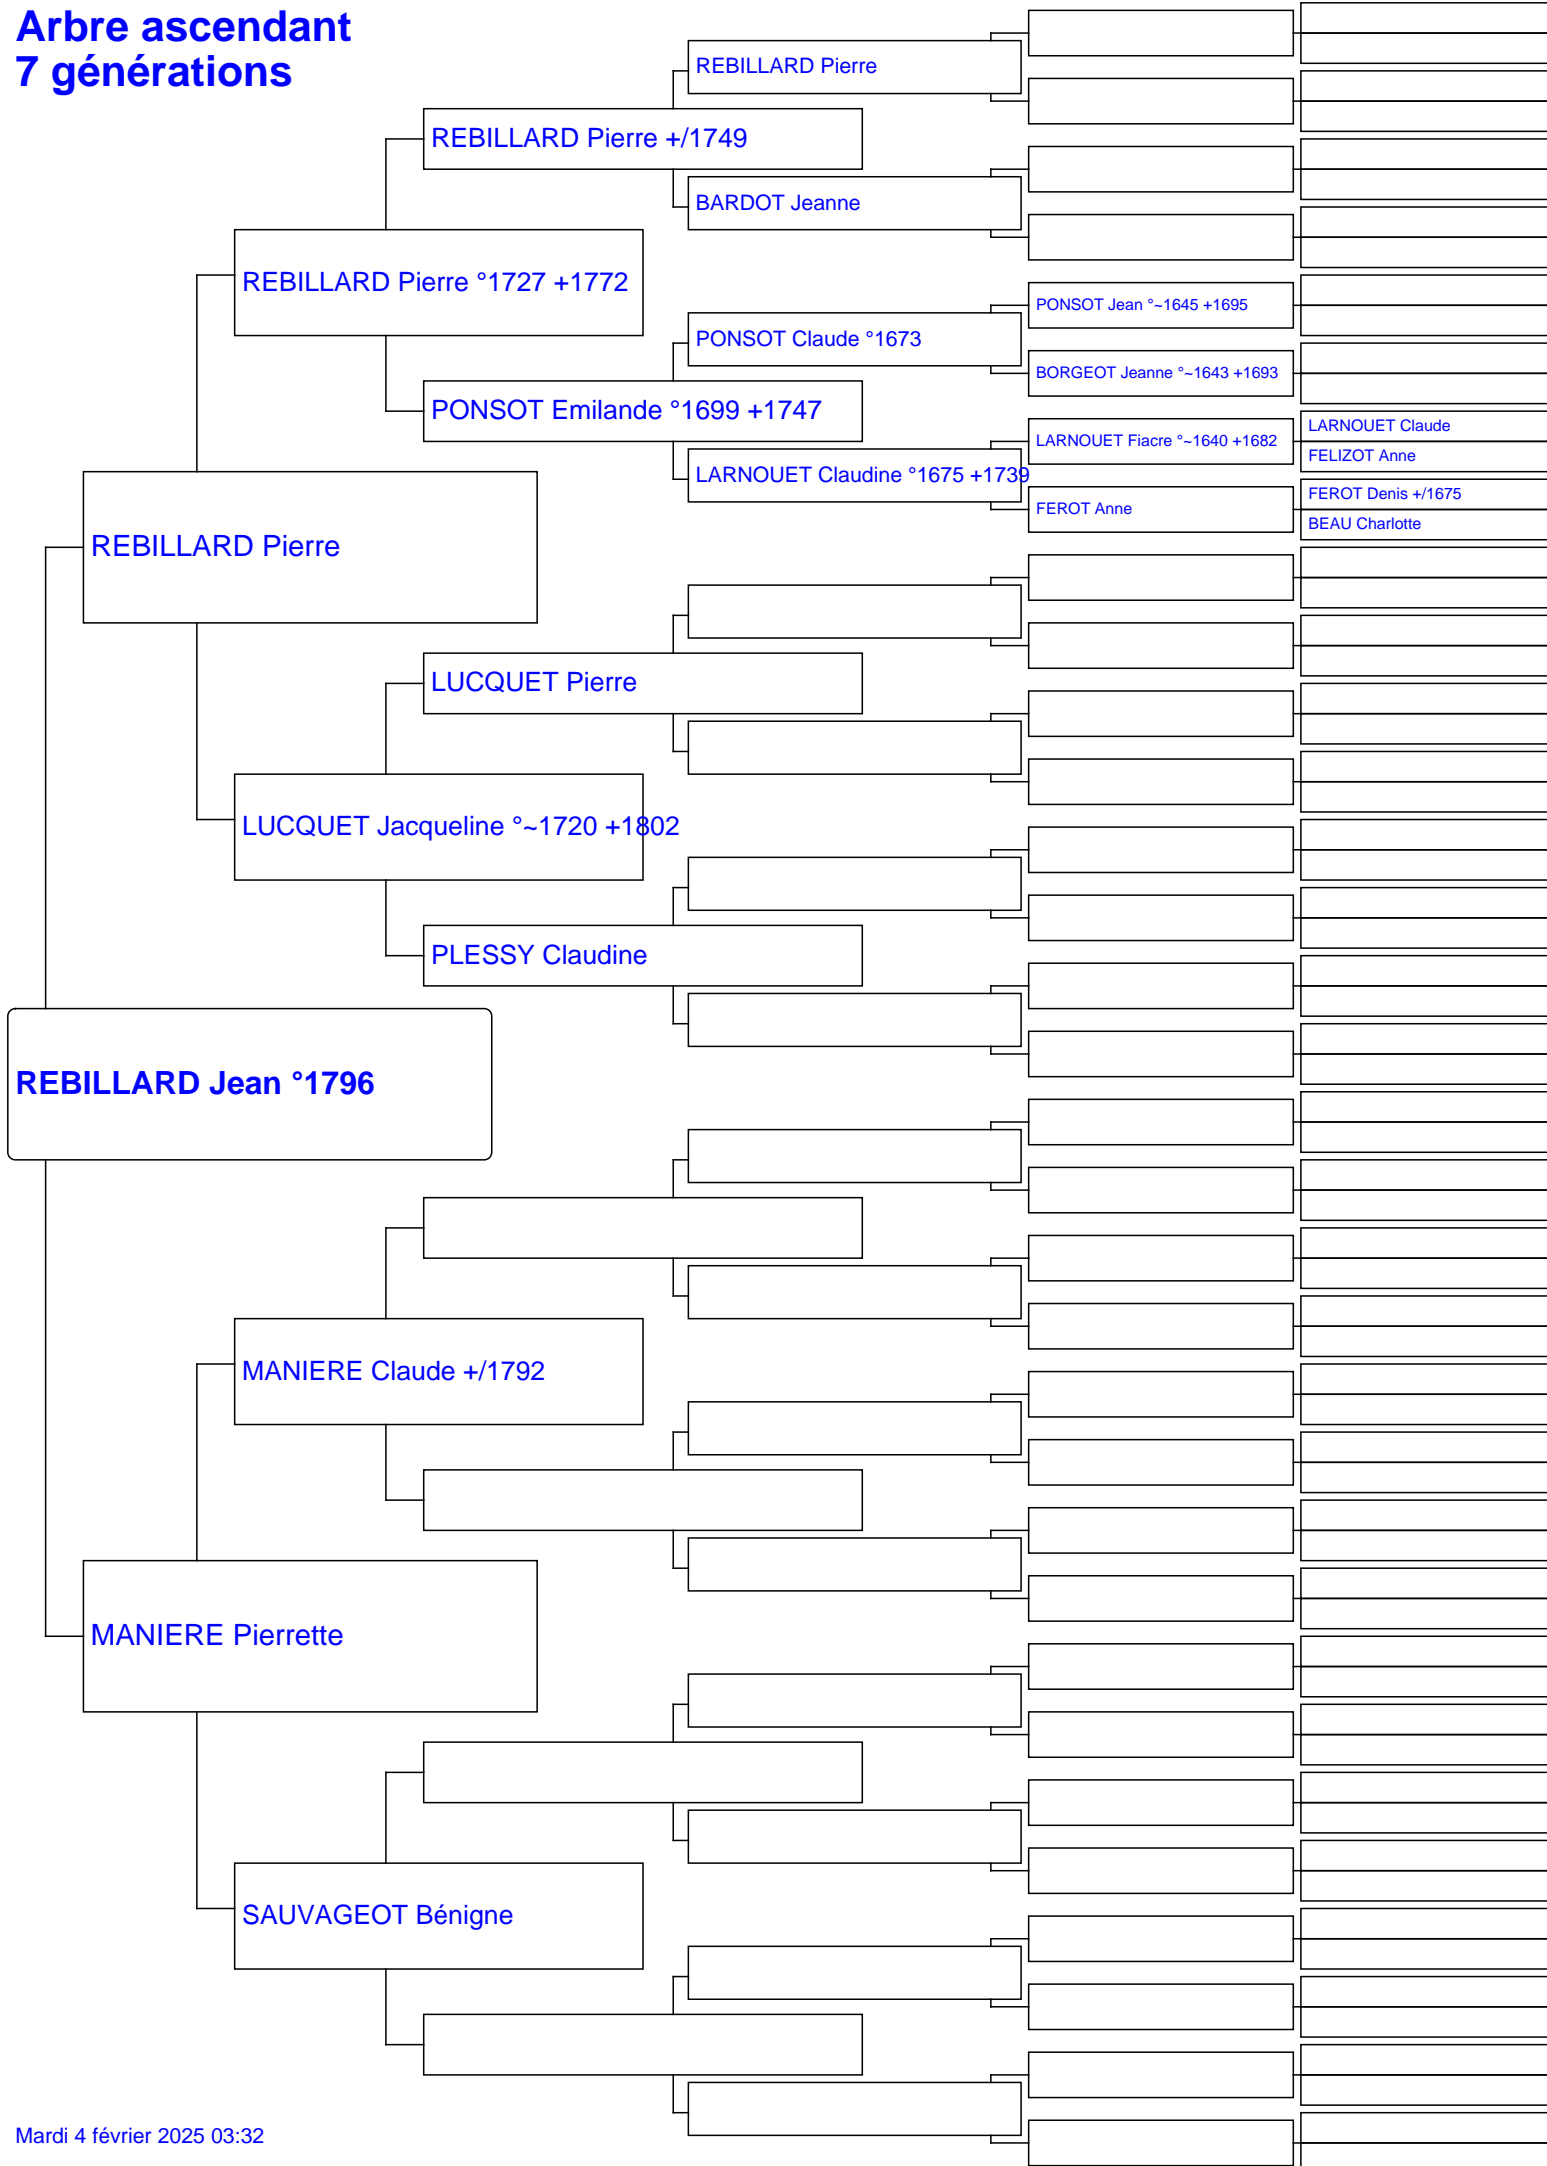 Arbre ascendant
7 générations
REBILLARD Pierre
REBILLARD Pierre +/1749
BARDOT Jeanne
REBILLARD Pierre °1727 +1772
PONSOT Jean °~1645 +1695
PONSOT Claude °1673
BORGEOT Jeanne °~1643 +1693
PONSOT Emilande °1699 +1747
LARNOUET Claude
LARNOUET Fiacre °~1640 +1682
FELIZOT Anne
LARNOUET Claudine °1675 +1739
FEROT Denis +/1675
FEROT Anne
BEAU Charlotte
REBILLARD Pierre
LUCQUET Pierre
LUCQUET Jacqueline °~1720 +1802
PLESSY Claudine
REBILLARD Jean °1796
MANIERE Claude +/1792
MANIERE Pierrette
SAUVAGEOT Bénigne
Mardi 4 février 2025 03:32